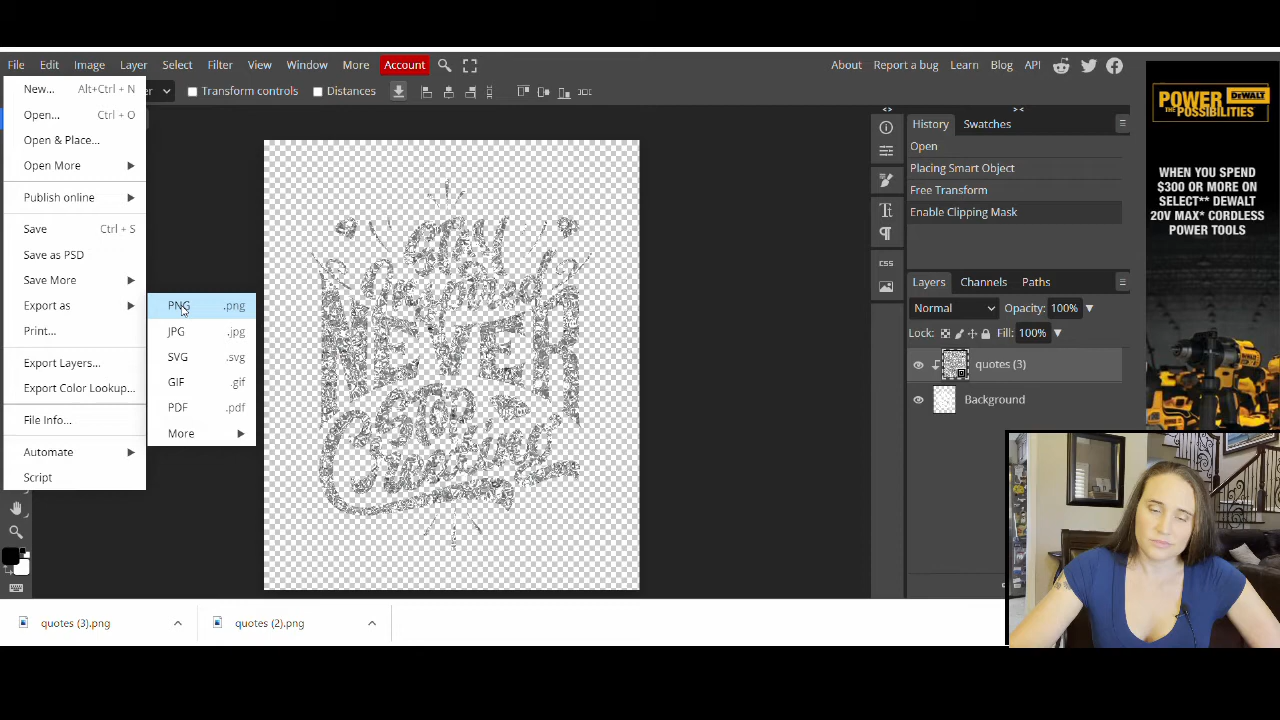 File Edit Image Layer Select Filter View Window More Account
About Report a bug Learn Blog API
Transform controls Distances
New... Alt+Ctrl + N
Open... Ctrl + O
Open & Place...
Open More
Publish online
Save Ctrl + S
Save as PSD
Save More
Export as
Print...
Export Layers...
Export Color Lookup...
File Info...
Automate
Script
PNG .png
JPG .jpg
SVG .svg
GIF .gif
PDF .pdf
More
STAY
NEVER
FOR
Tt
¶
CSS
History Swatches
Open
Placing Smart Object
Free Transform
Enable Clipping Mask
Layers Channels Paths
Normal Opacity: 100%
Lock: Fill: 100%
quotes (3)
Background
POWER
THE
POSSIBILITIES
DEWALT
WHEN YOU SPEND
$300 OR MORE ON
SELECT** DEWALT
20V MAX* CORDLESS
POWER TOOLS
quotes (3).png
quotes (2).png